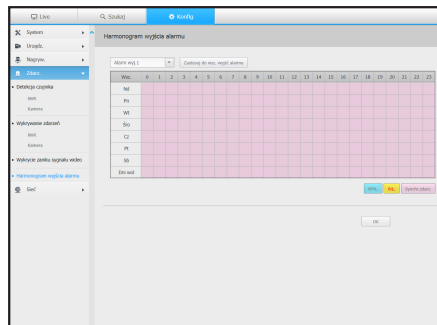 Live
Szukaj
Konfig
System
Urządz.
Nagryw.
Zdarz.
Detekcja czujnika
NVR
Kamera
Wykrywanie zdarzeń
NVR
Kamera
Wykrycie zaniku sygnału wideo
Harmonogram wyjścia alarmu
Sieć
Harmonogram wyjścia alarmu
Alarm wyj.1
Zastosuj do wsz. wyjść alarmu
Wsz. 0 1 2 3 4 5 6 7 8 9 10 11 12 13 14 15 16 17 18 19 20 21 22 23
Nd
Pn
Wt
Śro
Cz
Pt
Sb
Dni wol
WYŁ. WŁ. Synchr.zdarz.
OK